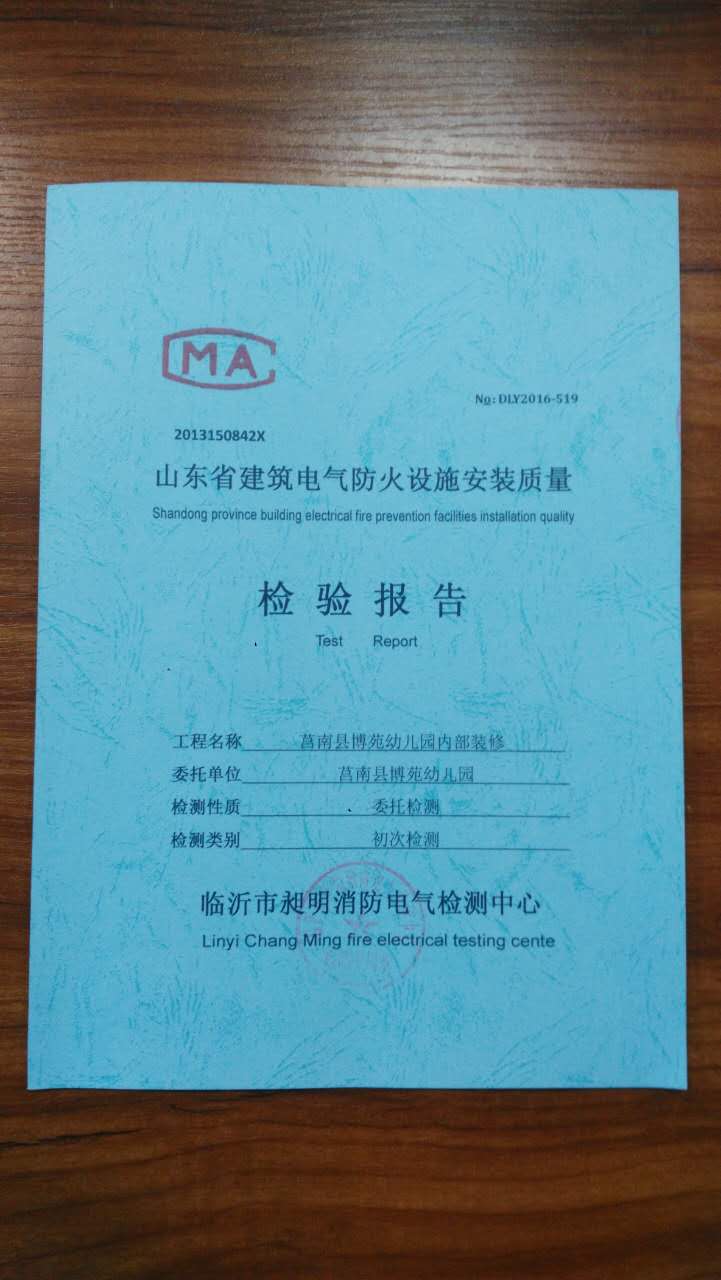 MA
No: DLY2016-519
2013150842X
山东省建筑电气防火设施安装质量
Shandong province building electrical fire prevention facilities installation quality
检验报告
Test Report
工程名称 莒南县博苑幼儿园内部装修
委托单位 莒南县博苑幼儿园
检测性质 委托检测
检测类别 初次检测
临沂市昶明消防电气检测中心
Linyi Chang Ming fire electrical testing cente